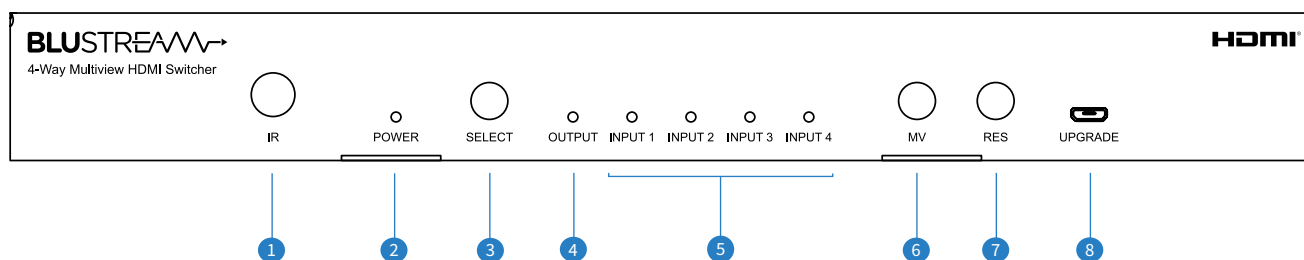 BLUSTREAM
HDMI
4-Way Multiview HDMI Switcher
IR
POWER
SELECT
OUTPUT
INPUT 1
INPUT 2
INPUT 3
INPUT 4
MV
RES
UPGRADE
1
2
3
4
5
6
7
8